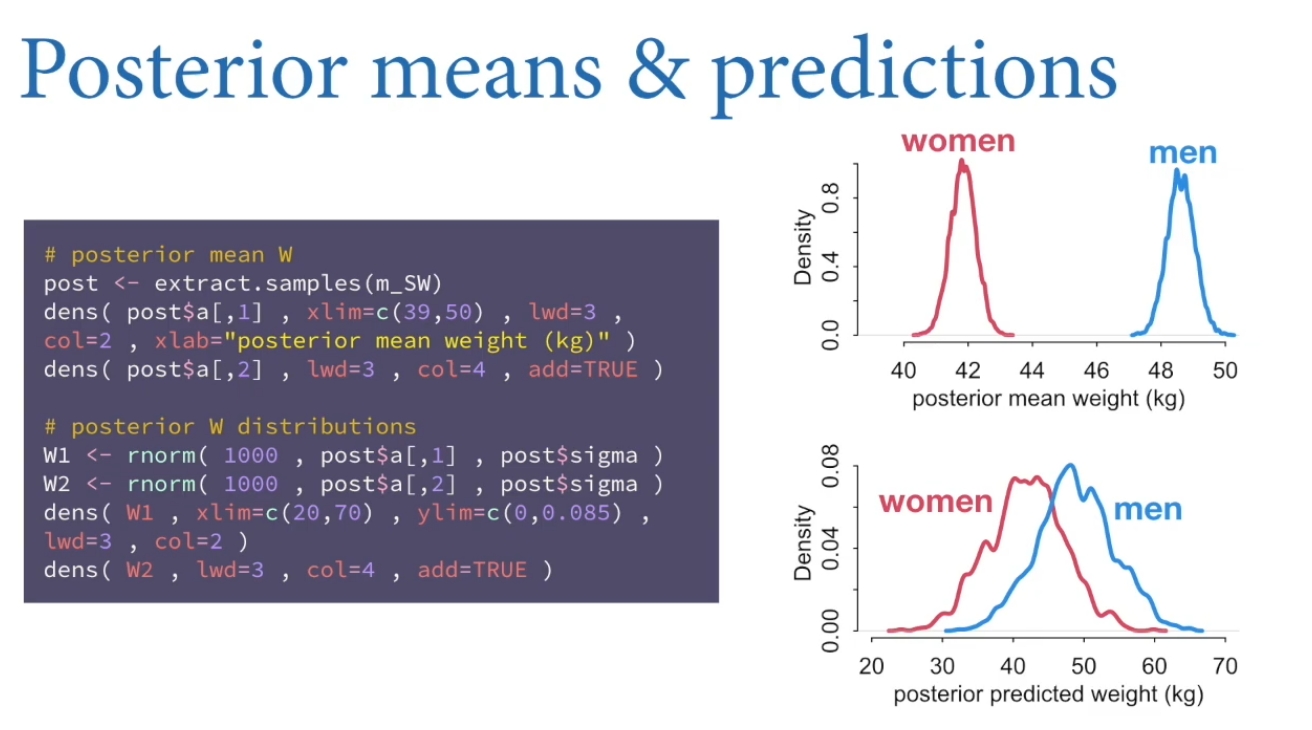 Posterior means & predictions
# posterior mean W
post <- extract.samples(m_SW)
dens( post$a[,1] , xlim=c(39,50) , lwd=3 ,
col=2 , xlab="posterior mean weight (kg)" )
dens( post$a[,2] , lwd=3 , col=4 , add=TRUE )
# posterior W distributions
W1 <- rnorm( 1000 , post$a[,1] , post$sigma )
W2 <- rnorm( 1000 , post$a[,2] , post$sigma )
dens( W1 , xlim=c(20,70) , ylim=c(0,0.085) ,
lwd=3 , col=2 )
dens( W2 , lwd=3 , col=4 , add=TRUE )
women
men
Density
0.0 0.4 0.8
40 42 44 46 48 50
posterior mean weight (kg)
women
men
Density
0.00 0.04 0.08
20 30 40 50 60 70
posterior predicted weight (kg)